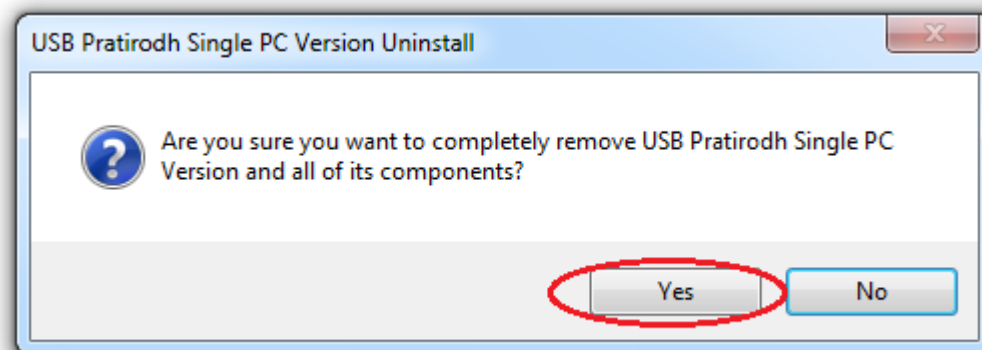 USB Pratirodh Single PC Version Uninstall
Are you sure you want to completely remove USB Pratirodh Single PC
Version and all of its components?
Yes No